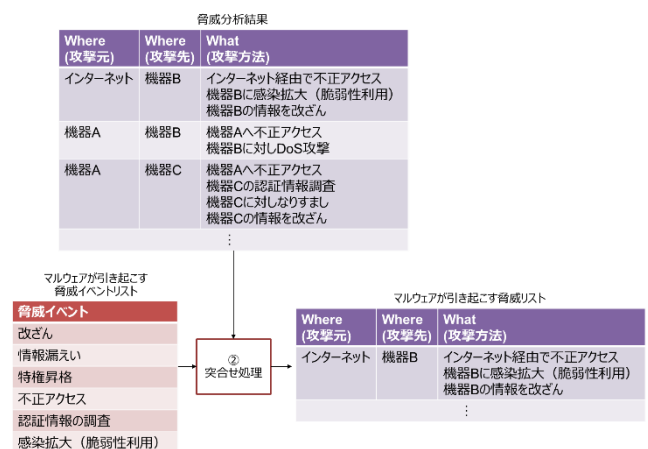 脅威分析結果
Where Where What
(攻撃元) (攻撃先) (攻撃方法)
インターネット 機器B インターネット経由で不正アクセス
機器Bに感染拡大（脆弱性利用）
機器Bの情報を改ざん
機器A 機器B 機器Aへ不正アクセス
機器Bに対しDoS攻撃
機器A 機器C 機器Aへ不正アクセス
機器Cの認証情報調査
機器Cに対しなりすまし
機器Cの情報を改ざん
⋮
マルウェアが引き起こす
脅威イベントリスト
脅威イベント
改ざん
情報漏えい
特権昇格
不正アクセス
認証情報の調査
感染拡大（脆弱性利用）
②
突合せ処理
マルウェアが引き起こす脅威リスト
Where Where What
(攻撃元) (攻撃先) (攻撃方法)
インターネット 機器B インターネット経由で不正アクセス
機器Bに感染拡大（脆弱性利用）
機器Bの情報を改ざん
⋮